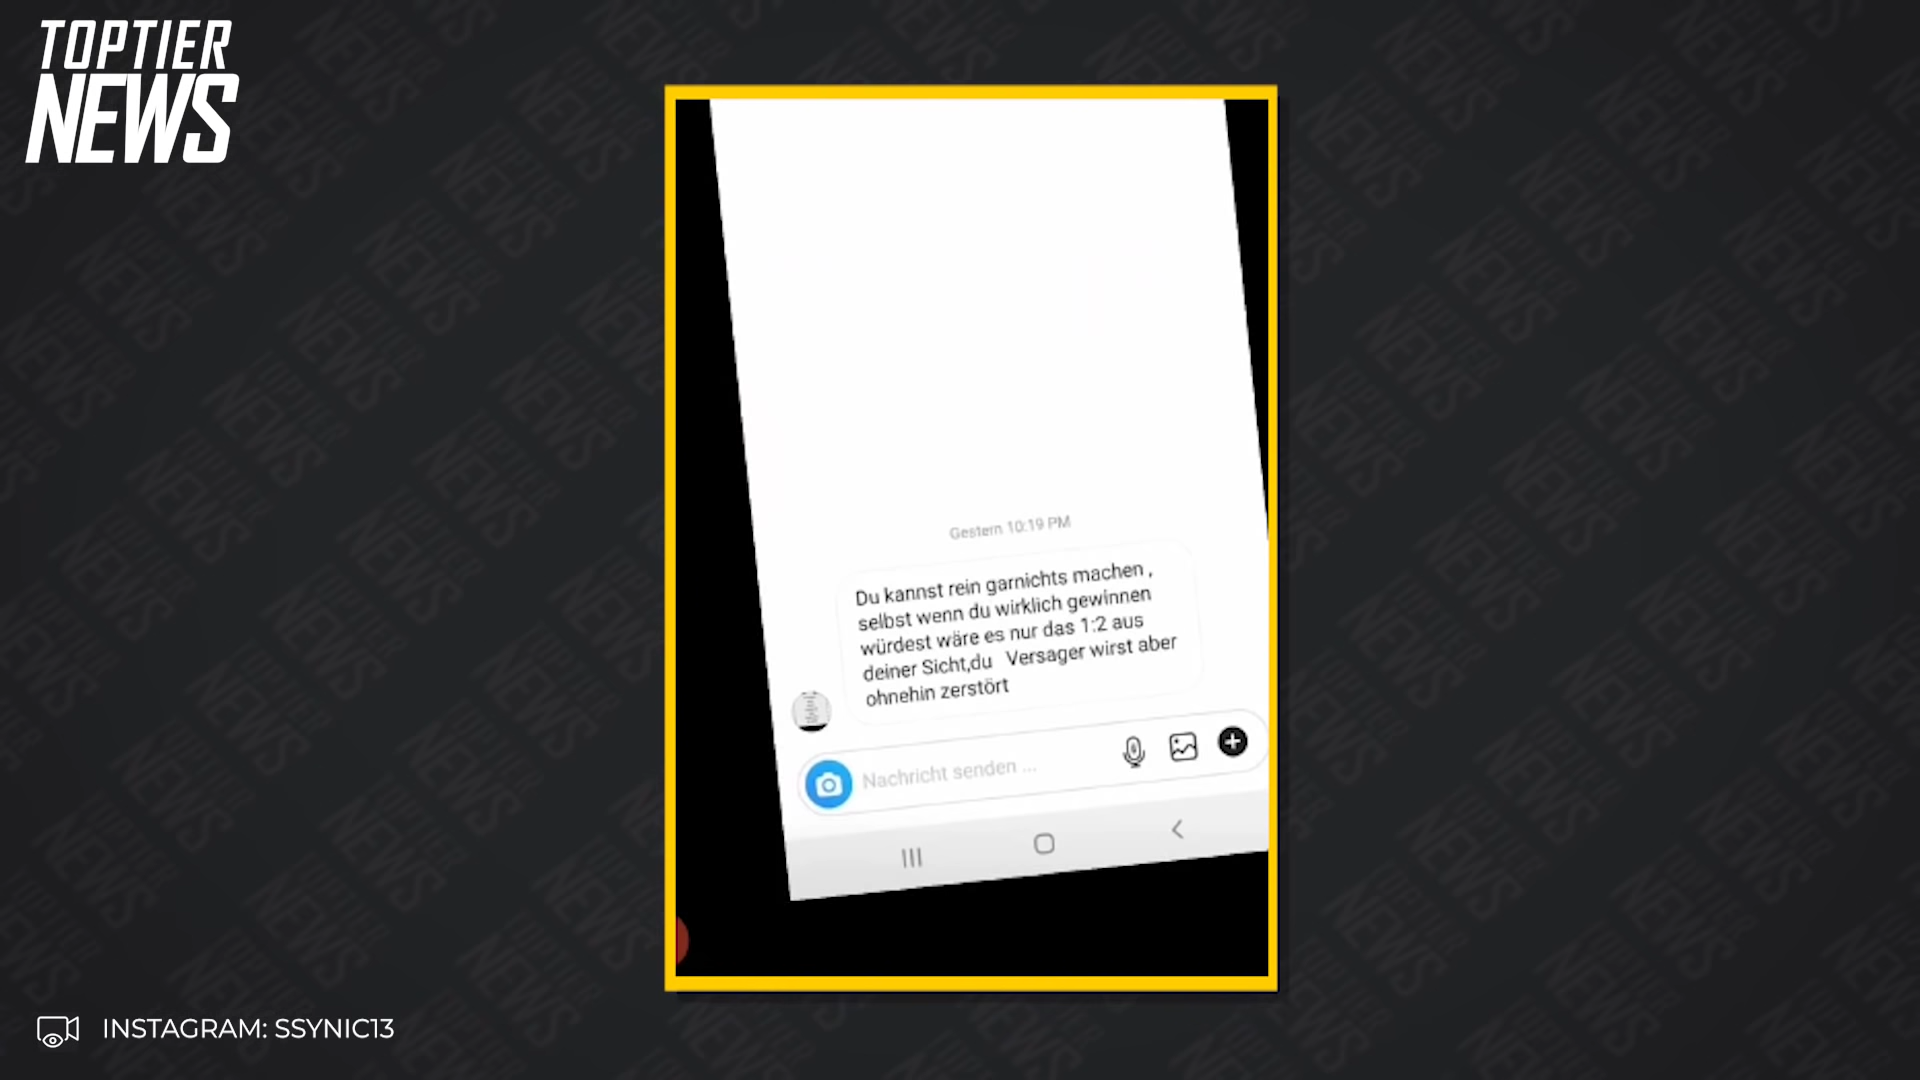 TOPTIER
NEWS
Gestern 10:19 PM
Du kannst rein garnichts machen ,
selbst wenn du wirklich gewinnen
würdest wäre es nur das 1:2 aus
deiner Sicht,du   Versager wirst aber
ohnehin zerstört
Nachricht senden ...
INSTAGRAM: SSYNIC13